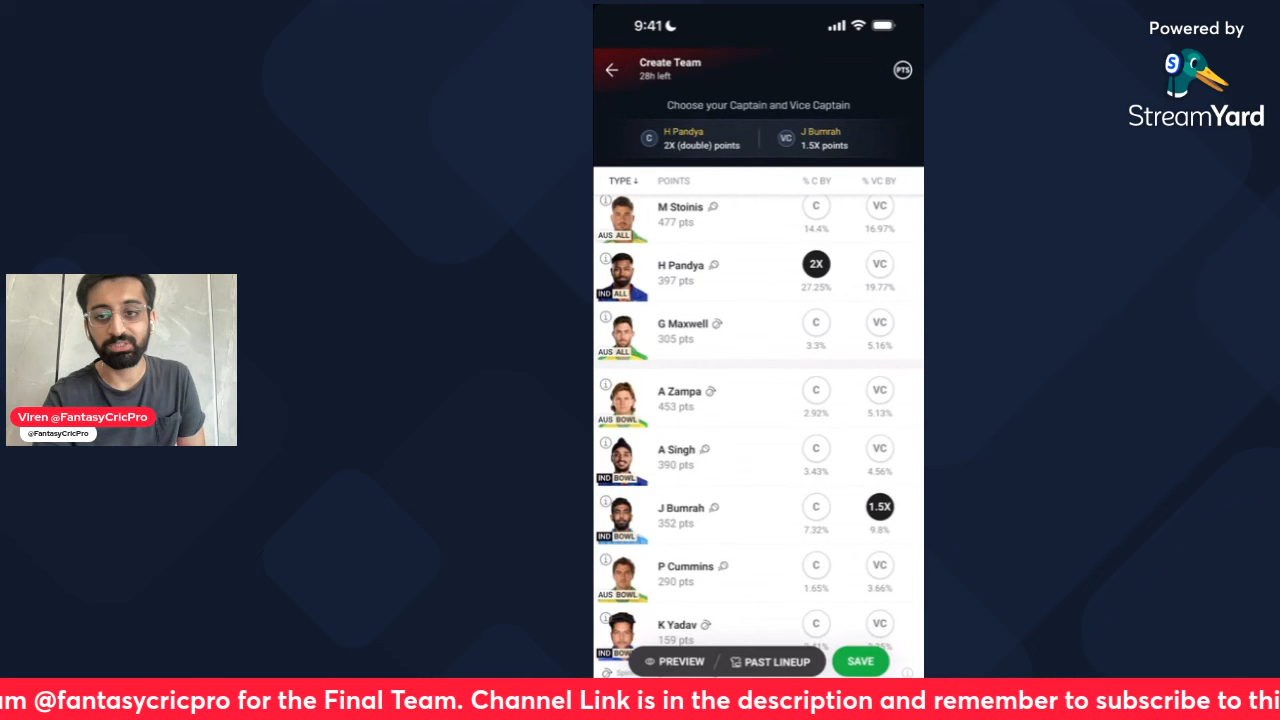 9:41
Powered by
S
StreamYard
Create Team
28h left
PTS
Choose your Captain and Vice Captain
C
H Pandya
2X (double) points
VC
J Bumrah
1.5X points
TYPE ↓ POINTS % C BY % VC BY
M Stoinis
477 pts
AUS ALL
C
14.4%
VC
16.97%
H Pandya
397 pts
IND ALL
2X
27.25%
VC
19.77%
G Maxwell
305 pts
AUS ALL
C
3.3%
VC
5.16%
A Zampa
453 pts
AUS BOWL
C
2.92%
VC
5.13%
A Singh
390 pts
IND BOWL
C
3.43%
VC
4.56%
J Bumrah
352 pts
IND BOWL
C
7.32%
1.5X
9.8%
P Cummins
290 pts
AUS BOWL
C
1.65%
VC
3.66%
K Yadav
159 pts
IND
C
VC
PREVIEW / PAST LINEUP
SAVE
Viren @FantasyCricPro
@FantasyCricPro
am @fantasycricpro for the Final Team. Channel Link is in the description and remember to subscribe to thi